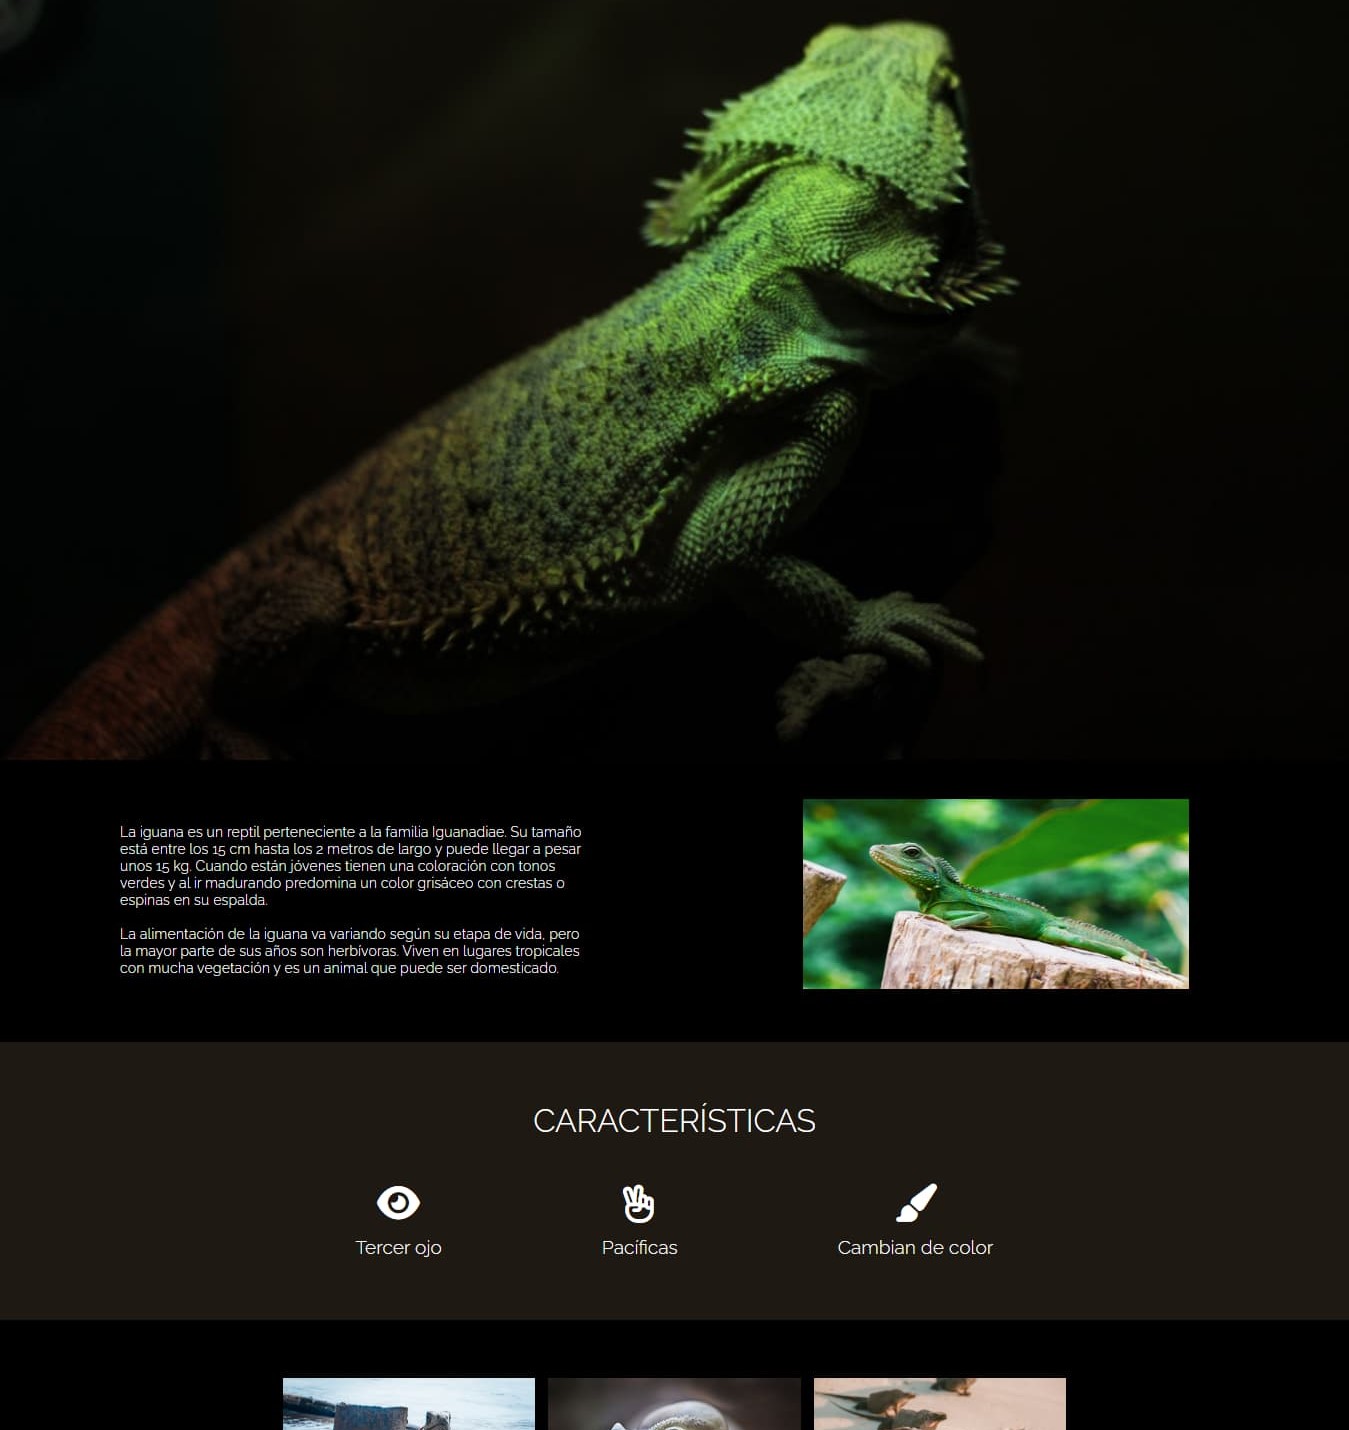 La iguana es un reptil perteneciente a la familia Iguanadiae. Su tamaño
está entre los 15 cm hasta los 2 metros de largo y puede llegar a pesar
unos 15 kg. Cuando están jóvenes tienen una coloración con tonos
verdes y al ir madurando predomina un color grisáceo con crestas o
espinas en su espalda.
La alimentación de la iguana va variando según su etapa de vida, pero
la mayor parte de sus años son herbívoras. Viven en lugares tropicales
con mucha vegetación y es un animal que puede ser domesticado.
CARACTERÍSTICAS
Tercer ojo
Pacíficas
Cambian de color